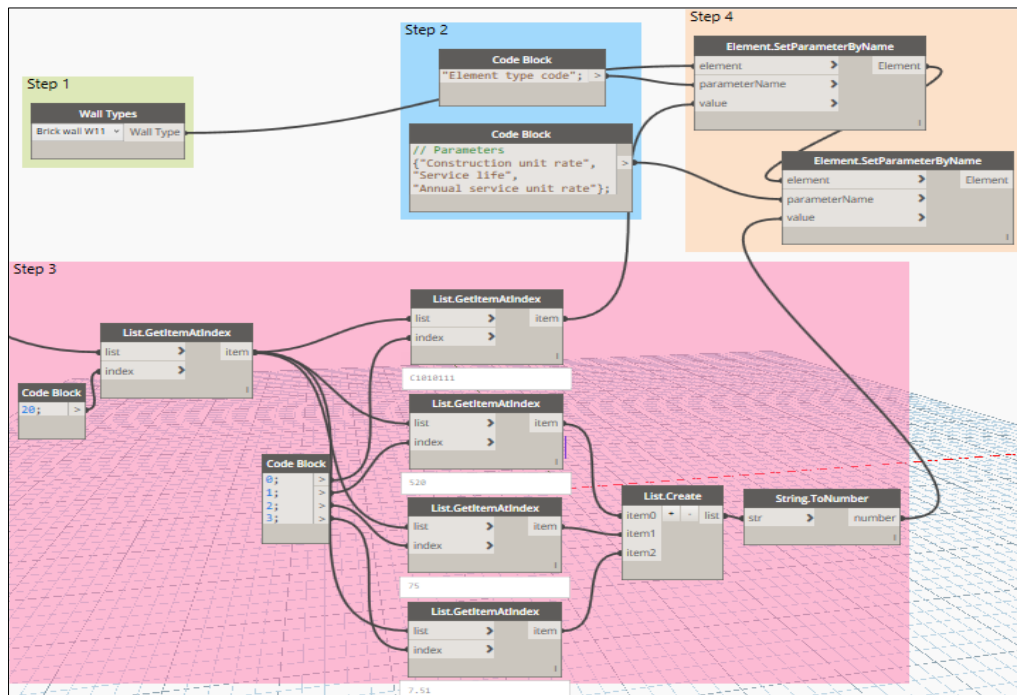 Step 1
Wall Types
Brick wall W11 Wall Type
Step 2
Code Block
"Element type code"; >
Code Block
// Parameters
{"Construction unit rate", >
"Service life",
"Annual service unit rate"};
Step 4
Element.SetParameterByName
element > Element
parameterName >
value >
Element.SetParameterByName
element > Element
parameterName >
value >
Step 3
List.GetItemAtIndex
list > item
index >
Code Block
20; >
Code Block
0; >
1; >
2; >
3; >
List.GetItemAtIndex
list > item
index >
C1010111
List.GetItemAtIndex
list > item
index >
520
List.GetItemAtIndex
list > item
index >
75
List.GetItemAtIndex
list > item
index >
7.51
List.Create
item0 + - list
item1
item2
String.ToNumber
str > number